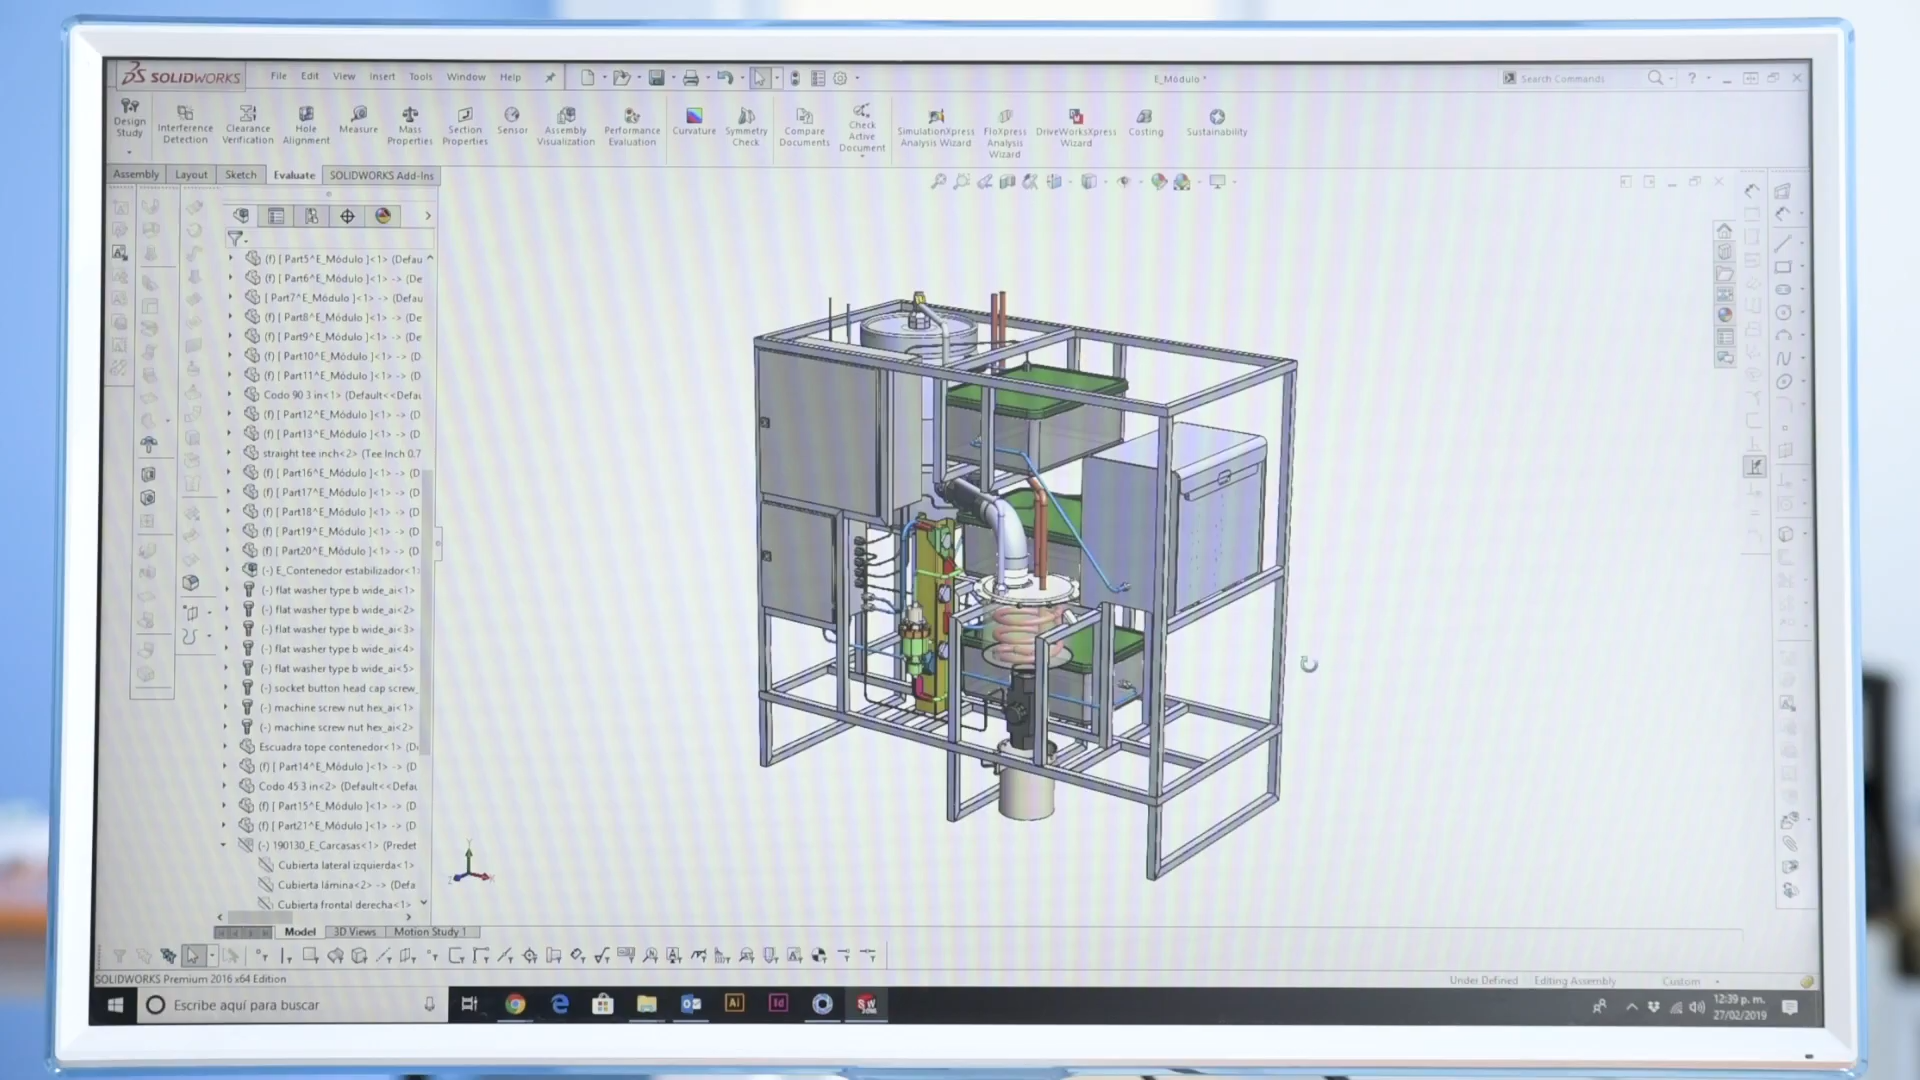 SOLIDWORKS
File Edit View Insert Tools Window Help
E_Módulo *
Search Commands
Design Study
Interference Detection
Clearance Verification
Hole Alignment
Measure
Mass Properties
Section Properties
Sensor
Assembly Visualization
Performance Evaluation
Curvature
Symmetry Check
Compare Documents
Check Active Document
SimulationXpress Analysis Wizard
FloXpress Analysis Wizard
DriveWorksXpress Wizard
Costing
Sustainability
Assembly Layout Sketch Evaluate SOLIDWORKS Add-Ins
(f) [ Part5^E_Módulo ]<1> (Defau
(f) [ Part6^E_Módulo ]<1> -> (De
[ Part7^E_Módulo ]<1> (Defau
(f) [ Part8^E_Módulo ]<1> -> (De
(f) [ Part9^E_Módulo ]<1> -> (De
(f) [ Part10^E_Módulo ]<1> -> (D
(f) [ Part11^E_Módulo ]<1> -> (D
Codo 90 3 in<1> (Default<<Defau
(f) [ Part12^E_Módulo ]<1> -> (D
(f) [ Part13^E_Módulo ]<1> -> (D
straight tee inch<2> (Tee Inch 0.7
(f) [ Part16^E_Módulo ]<1> -> (D
(f) [ Part17^E_Módulo ]<1> -> (D
(f) [ Part18^E_Módulo ]<1> -> (D
(f) [ Part19^E_Módulo ]<1> -> (D
(f) [ Part20^E_Módulo ]<1> -> (D
(-) E_Contenedor estabilizador<1>
(-) flat washer type b wide_ai<1>
(-) flat washer type b wide_ai<2>
(-) flat washer type b wide_ai<3>
(-) flat washer type b wide_ai<4>
(-) flat washer type b wide_ai<5>
(-) socket button head cap screw_
(-) machine screw nut hex_ai<1>
(-) machine screw nut hex_ai<2>
Escuadra tope contenedor<1> (D
(f) [ Part14^E_Módulo ]<1> -> (D
Codo 45 3 in<2> (Default<<Defau
(f) [ Part15^E_Módulo ]<1> -> (D
(f) [ Part21^E_Módulo ]<1> -> (D
(-) 190130_E_Carcasas<1> (Predet
Cubierta lateral izquierda<1>
Cubierta lámina<2> -> (Defa
Cubierta frontal derecha<1>
Model 3D Views Motion Study 1
SOLIDWORKS Premium 2016 x64 Edition
Under Defined Editing Assembly Custom
Escribe aquí para buscar
12:39 p. m.
27/02/2019